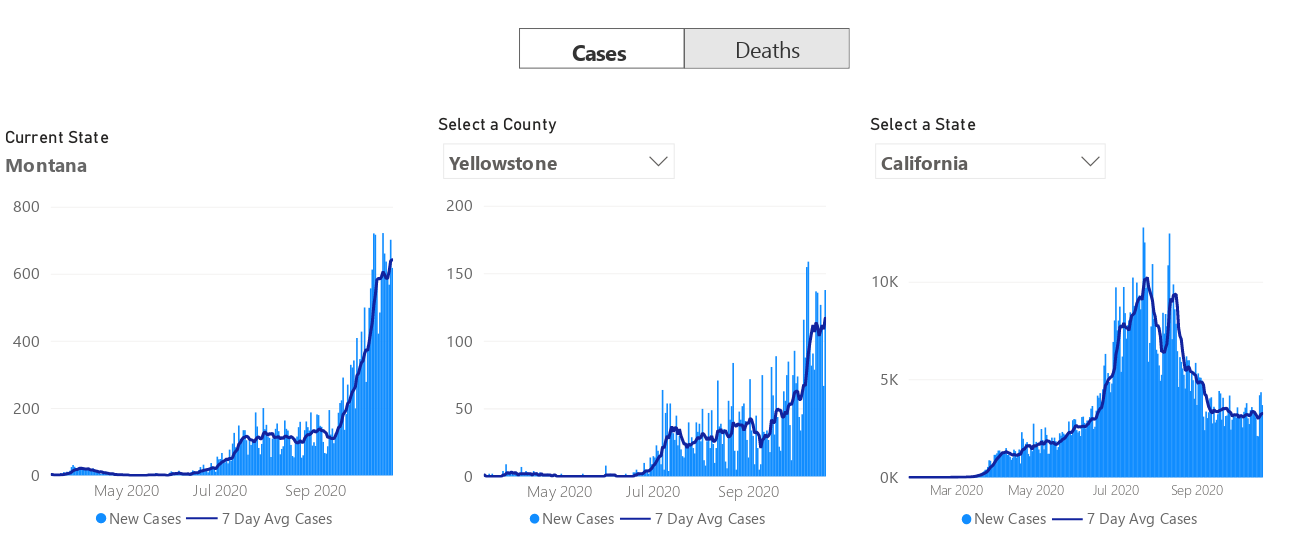 Cases
Deaths
Current State
Montana
800
600
400
200
0
May 2020
Jul 2020
Sep 2020
New Cases
7 Day Avg Cases
Select a County
Yellowstone
200
150
100
50
0
May 2020
Jul 2020
Sep 2020
New Cases
7 Day Avg Cases
Select a State
California
10K
5K
0K
Mar 2020
May 2020
Jul 2020
Sep 2020
New Cases
7 Day Avg Cases